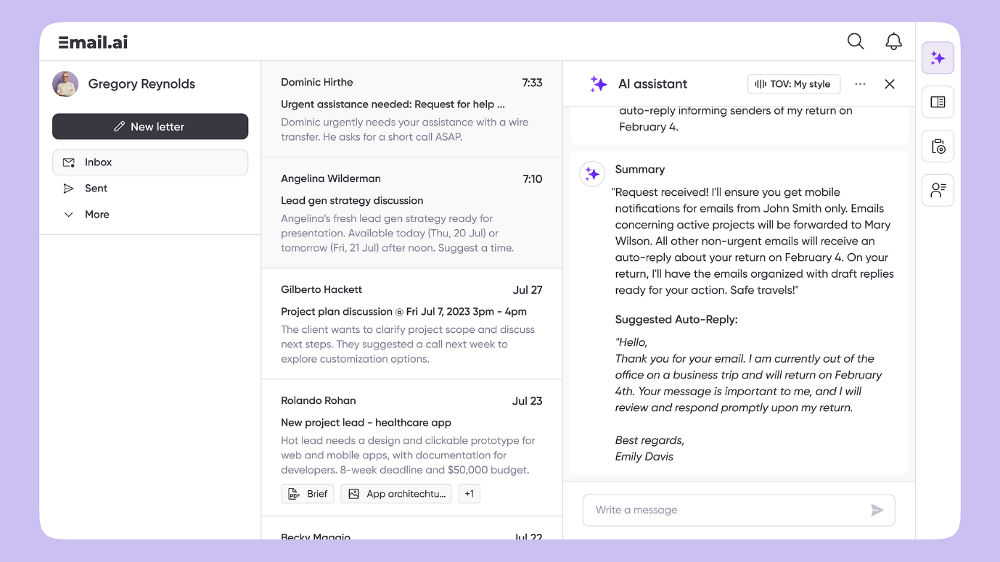 Email.ai
Gregory Reynolds
New letter
Inbox
Sent
More
Dominic Hirthe
7:33
Urgent assistance needed: Request for help ...
Dominic urgently needs your assistance with a wire
transfer. He asks for a short call ASAP.
Angelina Wilderman
7:10
Lead gen strategy discussion
Angelina's fresh lead gen strategy ready for
presentation. Available today (Thu, 20 Jul) or
tomorrow (Fri, 21 Jul) after noon. Suggest a time.
Gilberto Hackett
Jul 27
Project plan discussion @ Fri Jul 7, 2023 3pm - 4pm
The client wants to clarify project scope and discuss
next steps. They suggested a call next week to
explore customization options.
Rolando Rohan
Jul 23
New project lead - healthcare app
Hot lead needs a design and clickable prototype for
web and mobile apps, with documentation for
developers. 8-week deadline and $50,000 budget.
PDF
Brief
App architechtu...
+1
Becky Maggio
Jul 22
AI assistant
TOV: My style
auto-reply informing senders of my return on
February 4.
Summary
"Request received! I'll ensure you get mobile
notifications for emails from John Smith only. Emails
concerning active projects will be forwarded to Mary
Wilson. All other non-urgent emails will receive an
auto-reply about your return on February 4. On your
return, I'll have the emails organized with draft replies
ready for your action. Safe travels!"
Suggested Auto-Reply:
"Hello,
Thank you for your email. I am currently out of the
office on a business trip and will return on February
4th. Your message is important to me, and I will
review and respond promptly upon my return.
Best regards,
Emily Davis
Write a message